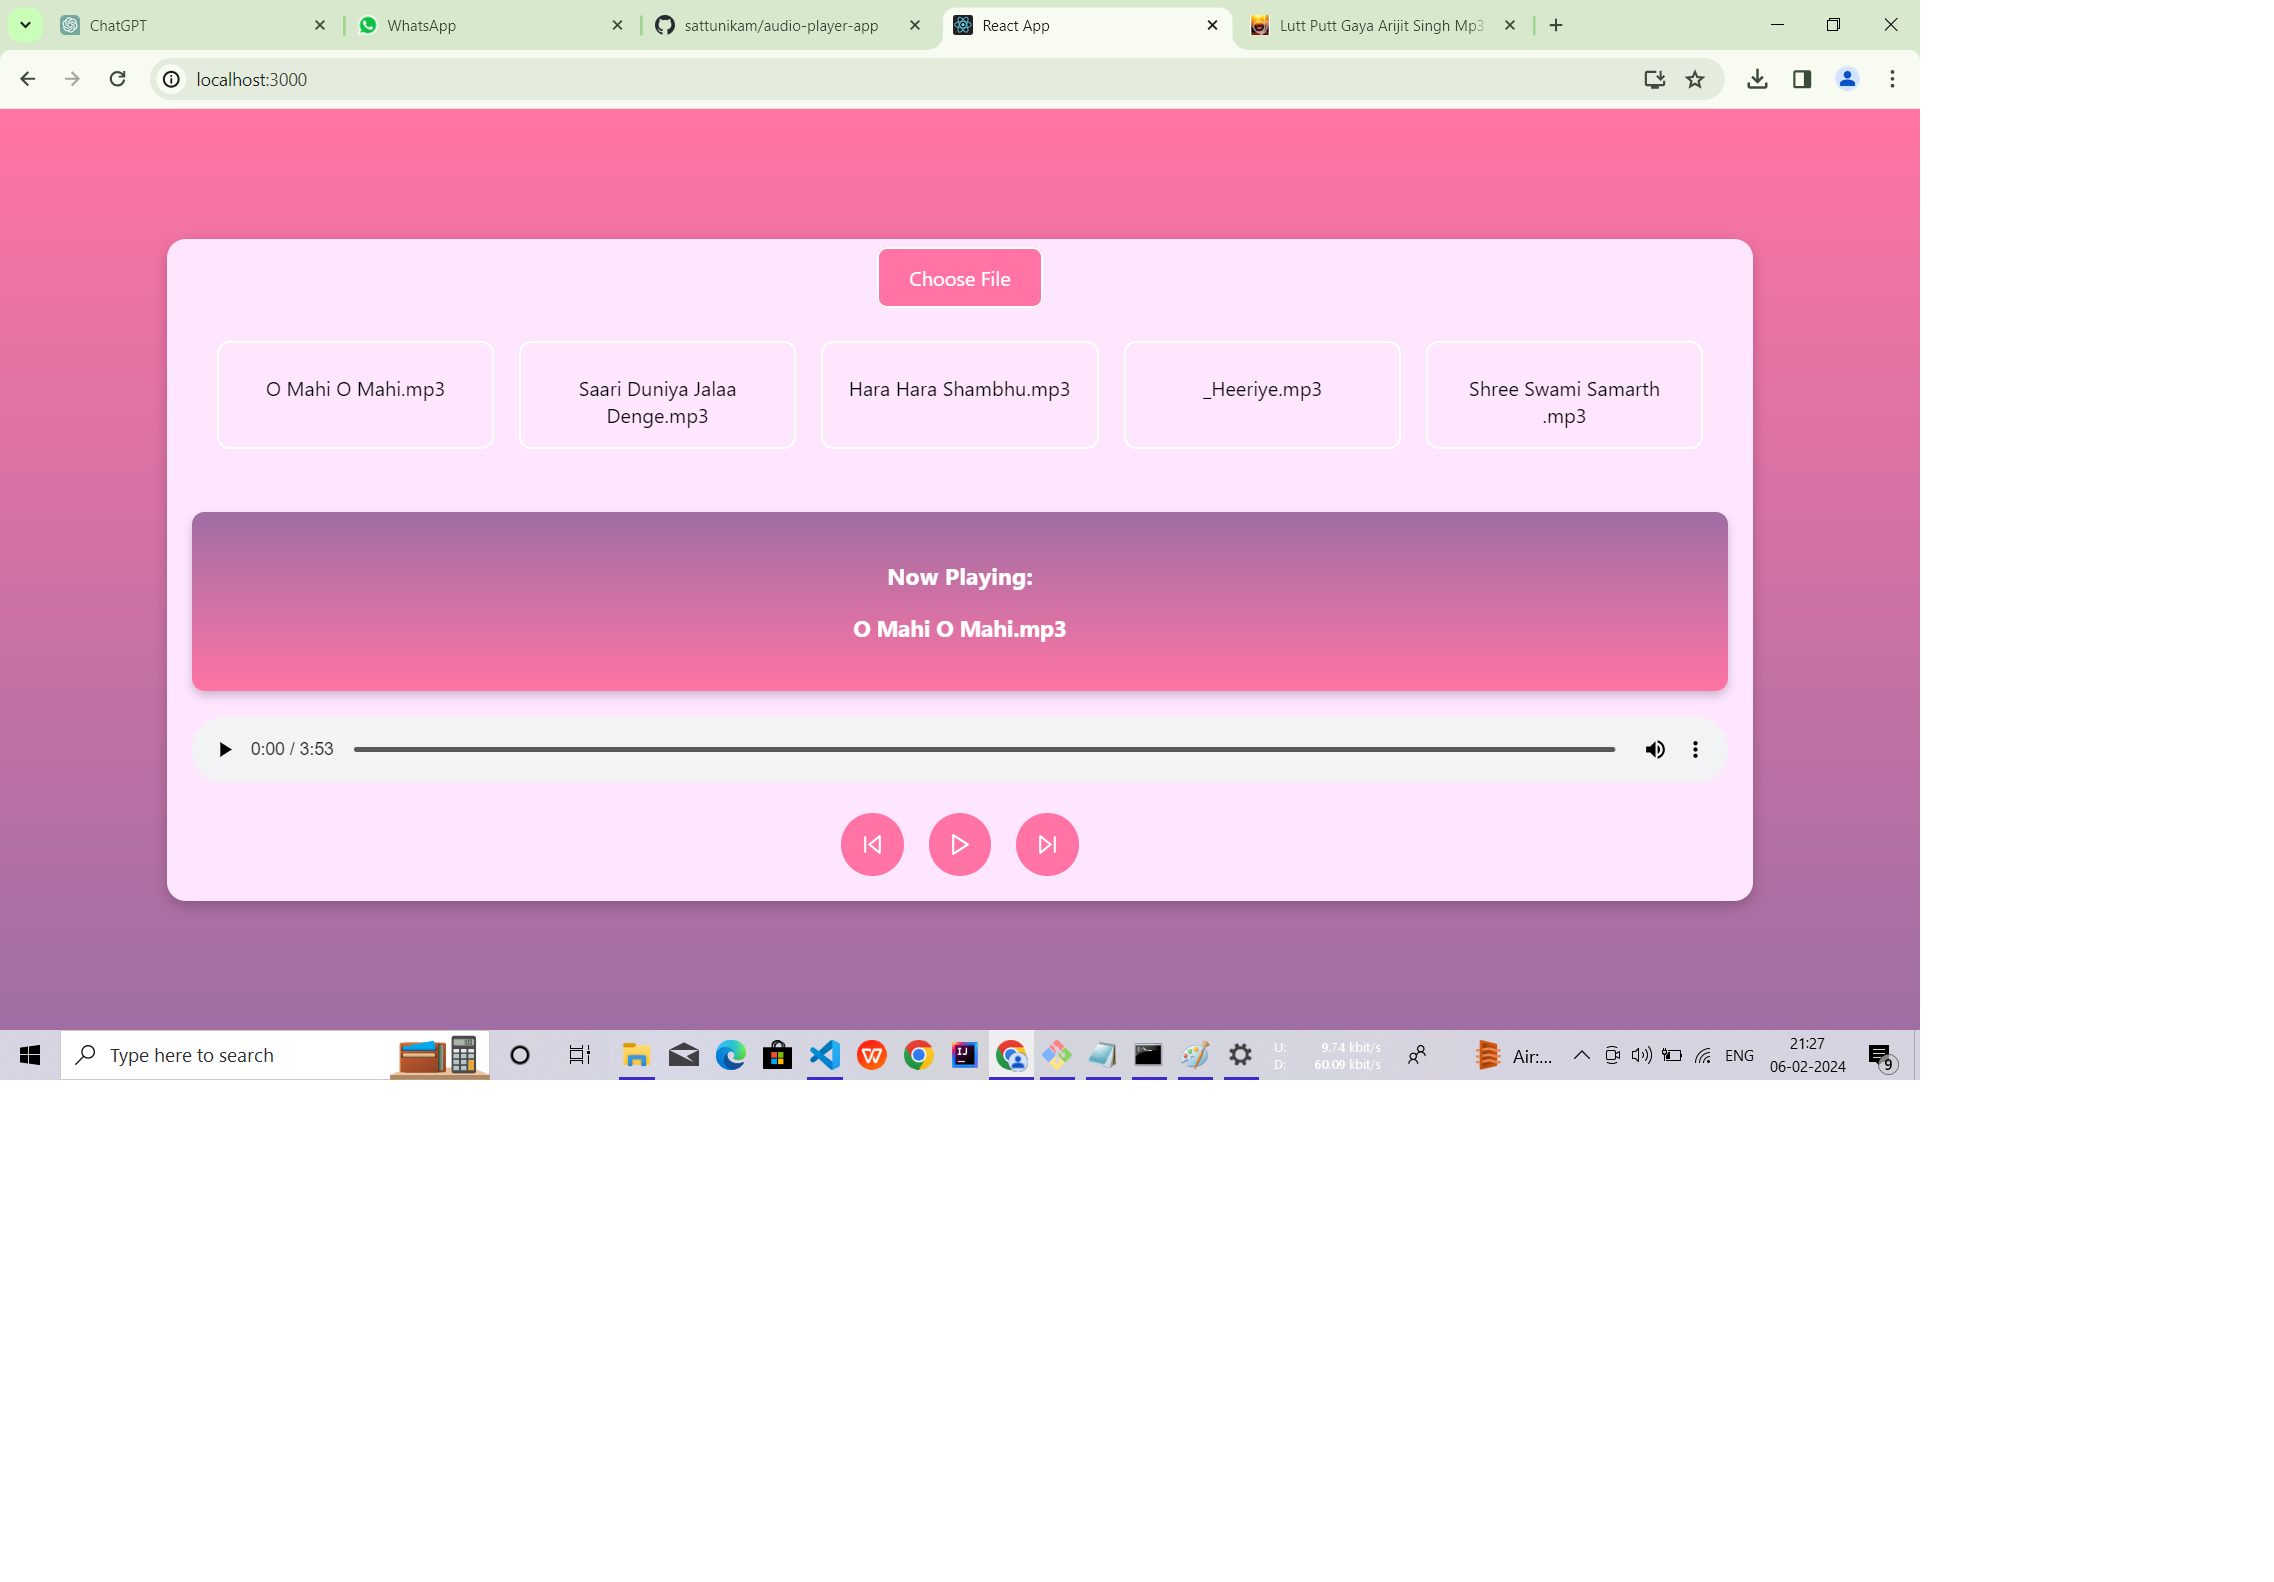 ChatGPT
WhatsApp
sattunikam/audio-player-app
React App
Lutt Putt Gaya Arijit Singh Mp3
localhost:3000
Choose File
O Mahi O Mahi.mp3
Saari Duniya Jalaa
Denge.mp3
Hara Hara Shambhu.mp3
_Heeriye.mp3
Shree Swami Samarth
.mp3
Now Playing:
O Mahi O Mahi.mp3
0:00 / 3:53
Type here to search
U: 9.74 kbit/s
D: 60.09 kbit/s
Air:...
ENG
21:27
06-02-2024
9